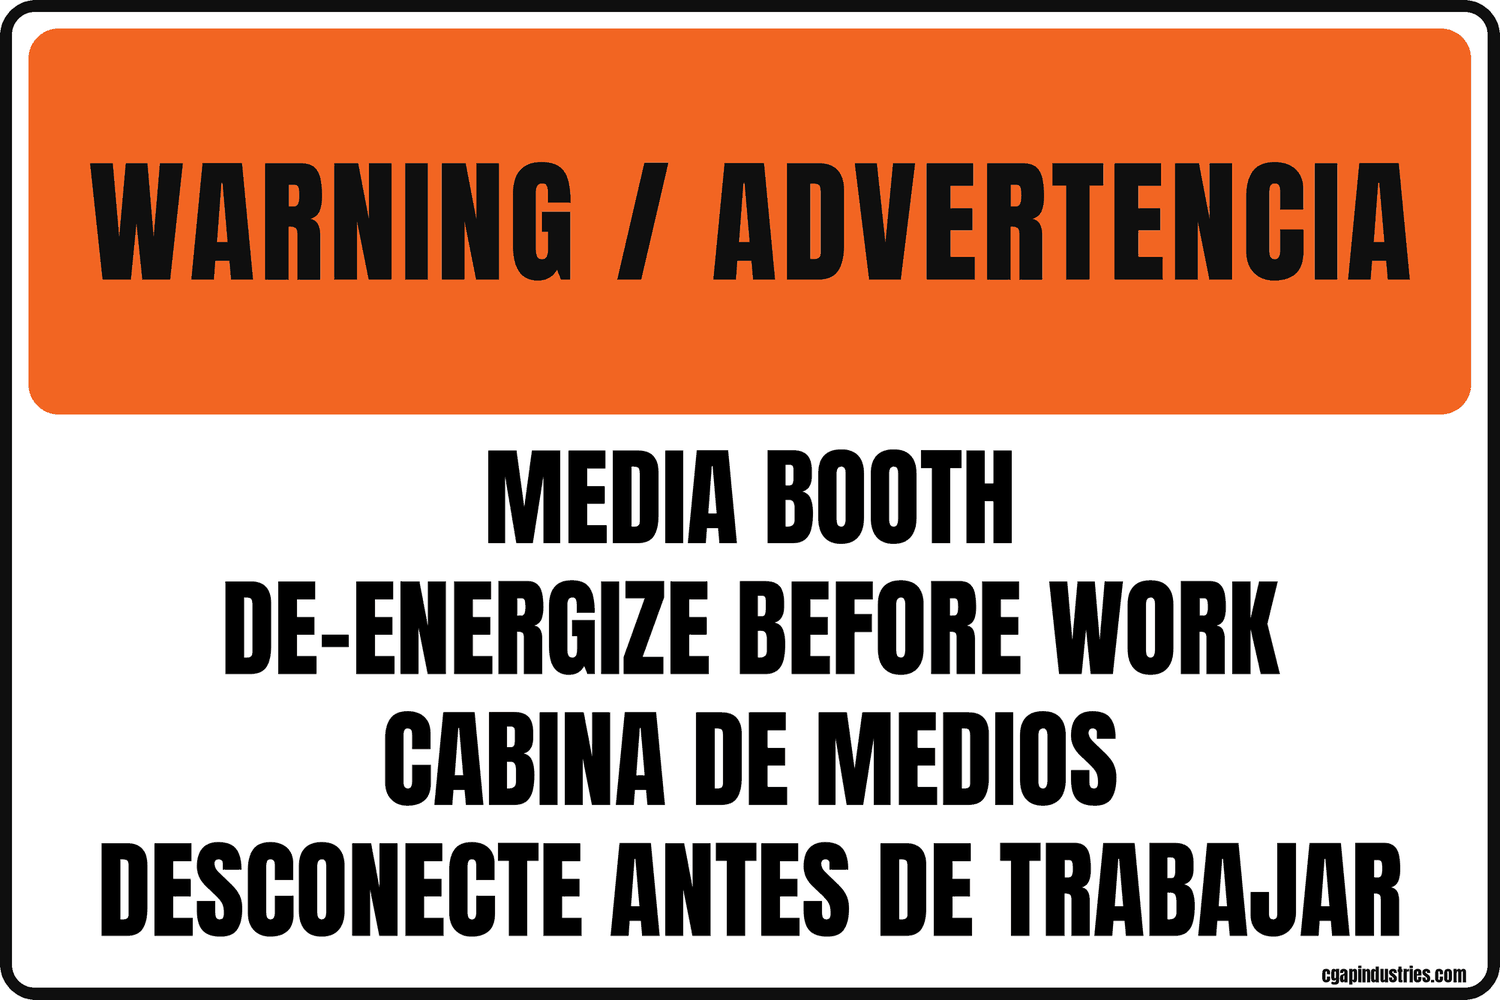 WARNING / ADVERTENCIA
MEDIA BOOTH
DE-ENERGIZE BEFORE WORK
CABINA DE MEDIOS
DESCONECTE ANTES DE TRABAJAR
cgapindustries.com